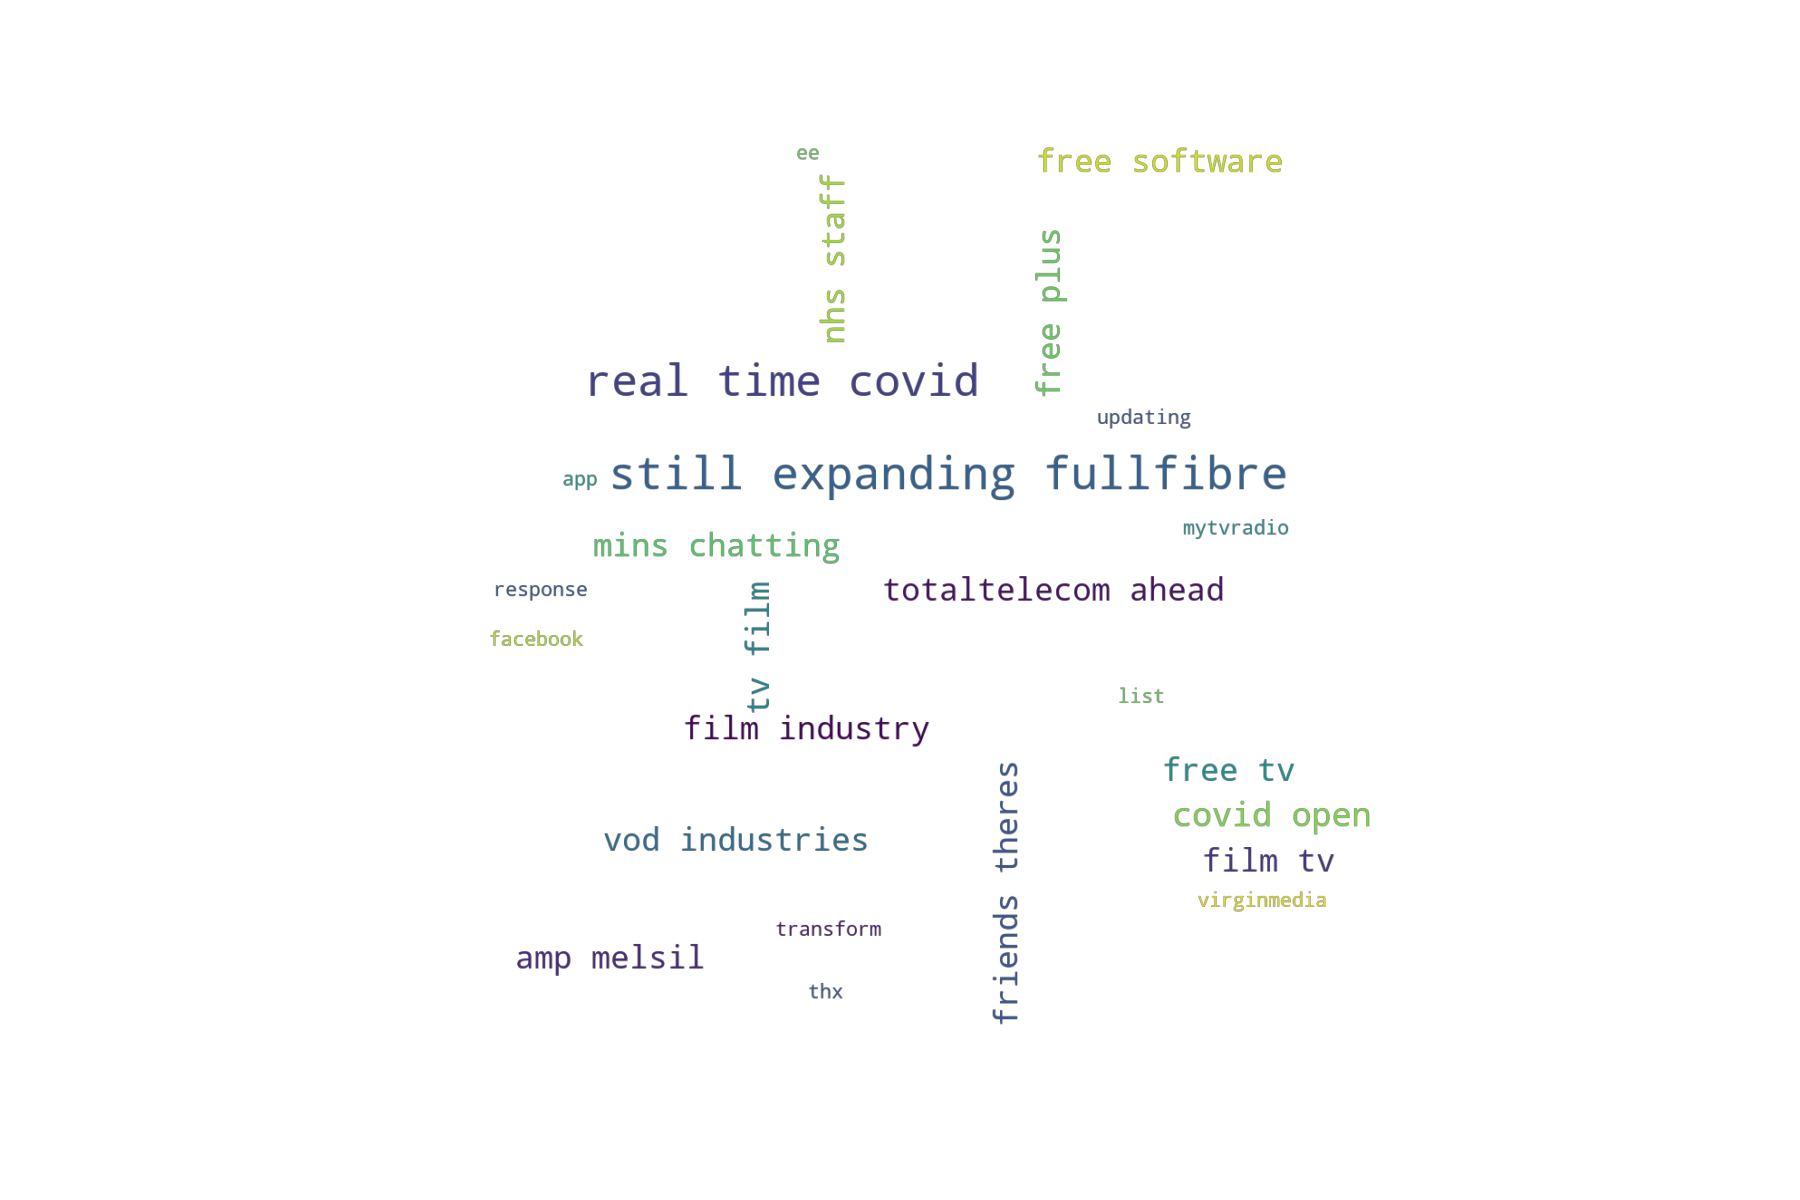 ee
free software
nhs staff
free plus
real time covid
updating
still expanding fullfibre
app
mytvradio
mins chatting
response
totaltelecom ahead
facebook
tv film
list
film industry
free tv
covid open
vod industries
film tv
friends theres
virginmedia
transform
amp melsil
thx